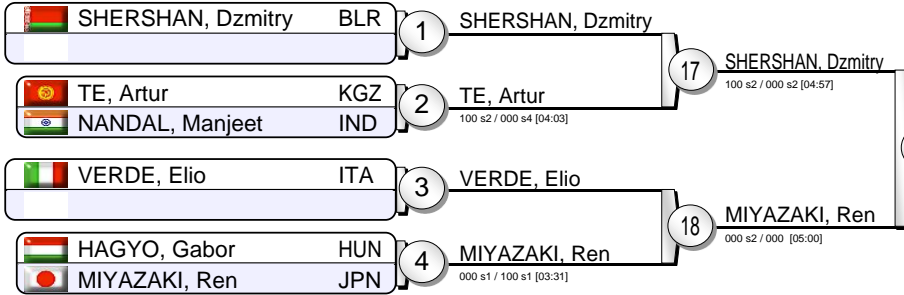 SHERSHAN, Dzmitry BLR
1
SHERSHAN, Dzmitry
17
SHERSHAN, Dzmitry
100 s2 / 000 s2 [04:57]
TE, Artur KGZ
NANDAL, Manjeet IND
2
TE, Artur
100 s2 / 000 s4 [04:03]
VERDE, Elio ITA
3
VERDE, Elio
18
MIYAZAKI, Ren
000 s2 / 000 [05:00]
HAGYO, Gabor HUN
MIYAZAKI, Ren JPN
4
MIYAZAKI, Ren
000 s1 / 100 s1 [03:31]